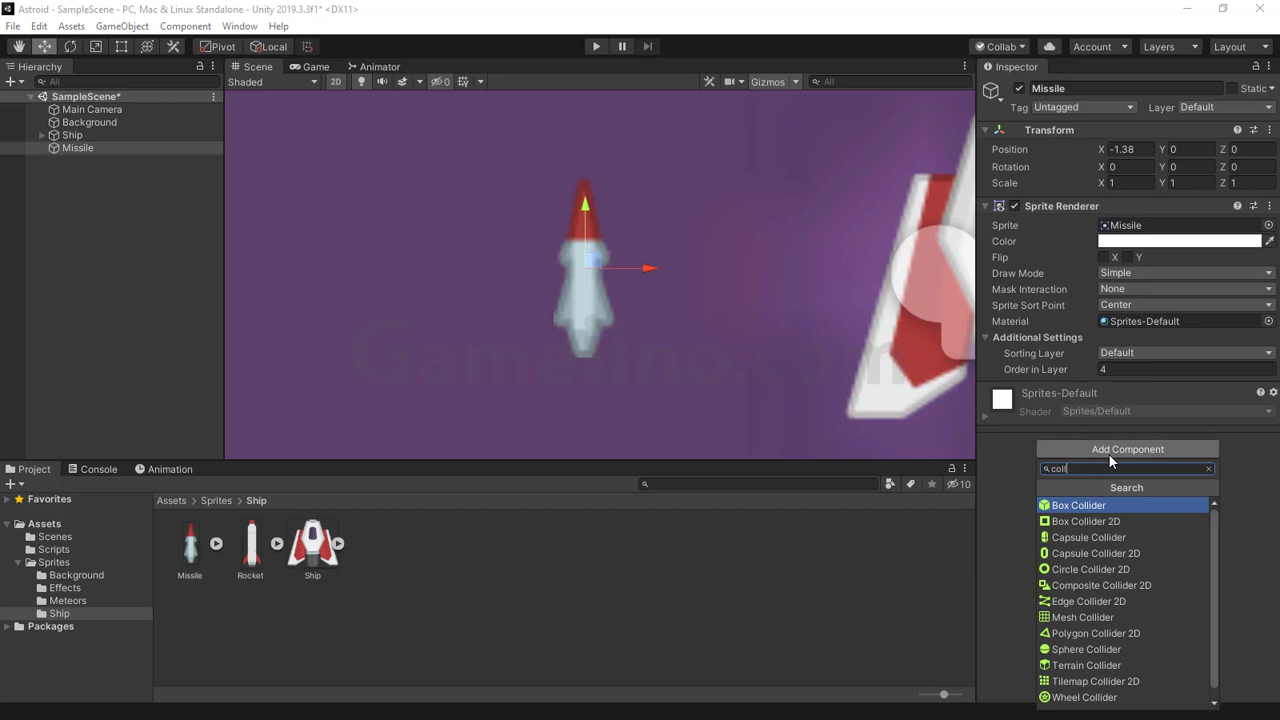 Astroid - SampleScene - PC, Mac & Linux Standalone - Unity 2019.3.3f1* <DX11>
File Edit Assets GameObject Component Window Help
Pivot Local Collab Account Layers Layout
Hierarchy
All
SampleScene*
Main Camera
Background
Ship
Missile
Scene Game Animator
Shaded 2D 0 Gizmos All
Gamelino.com
Inspector
Missile Static
Tag Untagged Layer Default
Transform
Position X -1.38 Y 0 Z 0
Rotation X 0 Y 0 Z 0
Scale X 1 Y 1 Z 1
Sprite Renderer
Sprite Missile
Color
Flip X Y
Draw Mode Simple
Mask Interaction None
Sprite Sort Point Center
Material Sprites-Default
Additional Settings
Sorting Layer Default
Order in Layer 4
Sprites-Default
Shader Sprites/Default
Add Component
coll
Search
Box Collider
Box Collider 2D
Capsule Collider
Capsule Collider 2D
Circle Collider 2D
Composite Collider 2D
Edge Collider 2D
Mesh Collider
Polygon Collider 2D
Sphere Collider
Terrain Collider
Tilemap Collider 2D
Wheel Collider
Project Console Animation
10
Favorites
Assets
Scenes
Scripts
Sprites
Background
Effects
Meteors
Ship
Packages
Assets Sprites Ship
Missile Rocket Ship